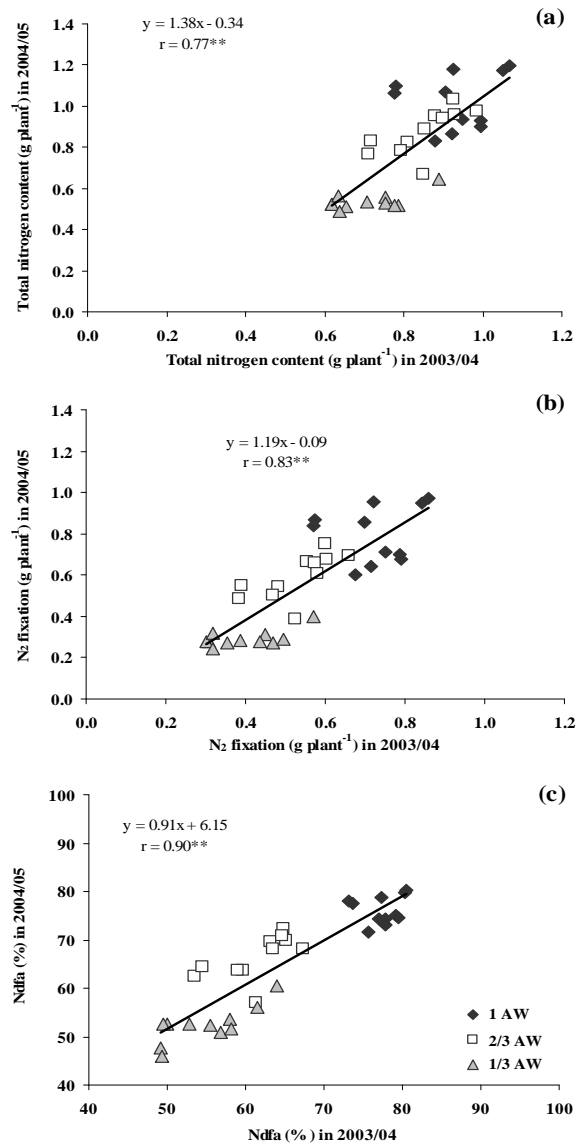 (a)
y = 1.38x - 0.34
r = 0.77**
Total nitrogen content (g plant⁻¹) in 2004/05
1.4
1.2
1.0
0.8
0.6
0.4
0.2
0.0
0.0 0.2 0.4 0.6 0.8 1.0 1.2
Total nitrogen content (g plant⁻¹) in 2003/04
(b)
y = 1.19x - 0.09
r = 0.83**
N₂ fixation (g plant⁻¹) in 2004/05
1.4
1.2
1.0
0.8
0.6
0.4
0.2
0.0
0.0 0.2 0.4 0.6 0.8 1.0 1.2
N₂ fixation (g plant⁻¹) in 2003/04
(c)
y = 0.91x + 6.15
r = 0.90**
Ndfa (%) in 2004/05
100
90
80
70
60
50
40
1 AW
2/3 AW
1/3 AW
40 50 60 70 80 90 100
Ndfa (%) in 2003/04